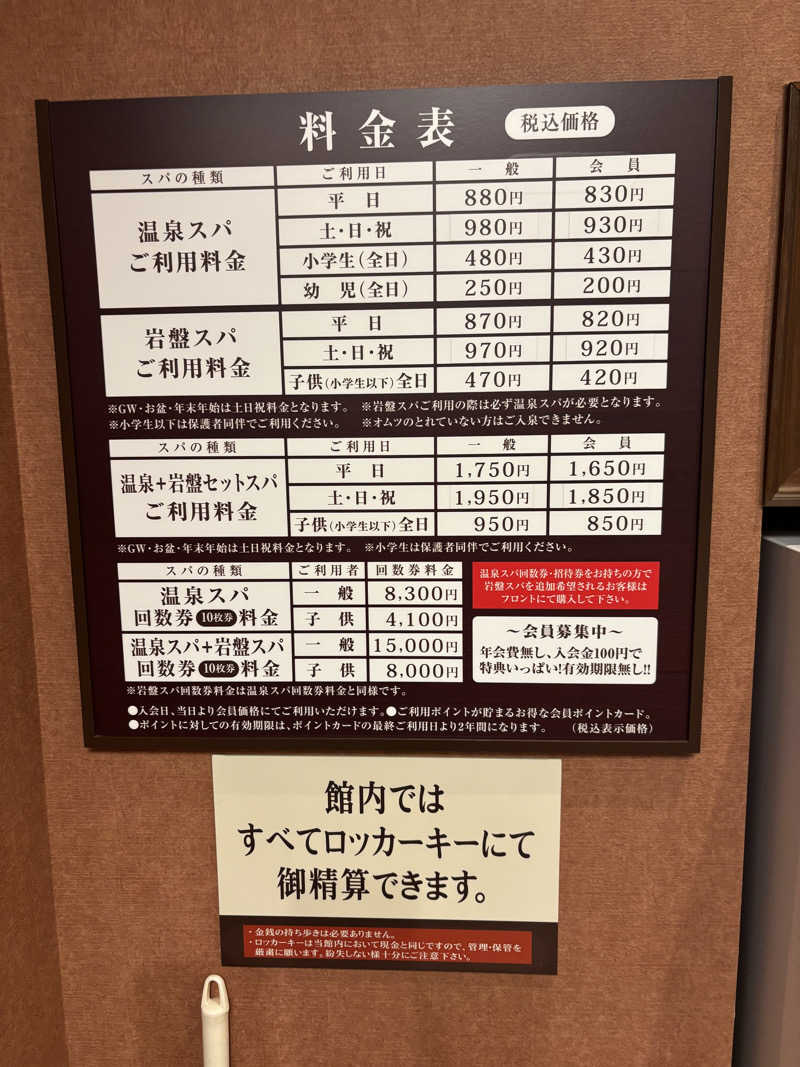 料金表 税込価格
スパの種類 ご利用日 一般 会員
温泉スパ
ご利用料金
平日 880円 830円
土・日・祝 980円 930円
小学生(全日) 480円 430円
幼児(全日) 250円 200円
岩盤スパ
ご利用料金
平日 870円 820円
土・日・祝 970円 920円
子供(小学生以下)全日 470円 420円
※GW・お盆・年末年始は土日祝料金となります。 ※岩盤スパご利用の際は必ず温泉スパが必要となります。
※小学生以下は保護者同伴でご利用ください。 ※オムツのとれていない方はご入泉できません。
スパの種類 ご利用日 一般 会員
温泉+岩盤セットスパ
ご利用料金
平日 1,750円 1,650円
土・日・祝 1,950円 1,850円
子供(小学生以下)全日 950円 850円
※GW・お盆・年末年始は土日祝料金となります。 ※小学生は保護者同伴でご利用ください。
スパの種類 ご利用者 回数券料金
温泉スパ
回数券 10枚券 料金
一般 8,300円
子供 4,100円
温泉スパ+岩盤スパ
回数券 10枚券 料金
一般 15,000円
子供 8,000円
※岩盤スパ回数券料金は温泉スパ回数券料金と同様です。
温泉スパ回数券・招待券をお持ちの方で
岩盤スパを追加希望されるお客様は
フロントにて購入して下さい。
〜会員募集中〜
年会費無し、入会金100円で
特典いっぱい!有効期限無し!!
●入会日、当日より会員価格にてご利用いただけます。●ご利用ポイントが貯まるお得な会員ポイントカード。
●ポイントに対しての有効期限は、ポイントカードの最終ご利用日より2年間になります。 (税込表示価格)
館内では
すべてロッカーキーにて
御精算できます。
・金銭の持ち歩きは必要ありません。
・ロッカーキーは当館内において現金と同じですので、管理・保管を
厳粛に願います。紛失しない様十分にご注意下さい。